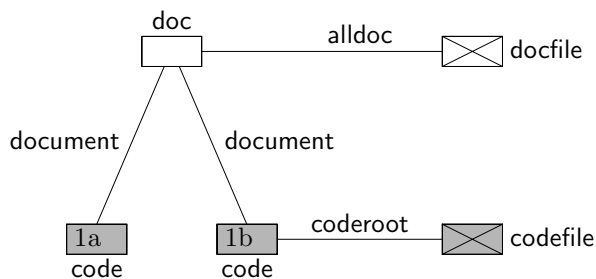 doc
alldoc
docfile
document
document
1a
1b
coderoot
codefile
code
code